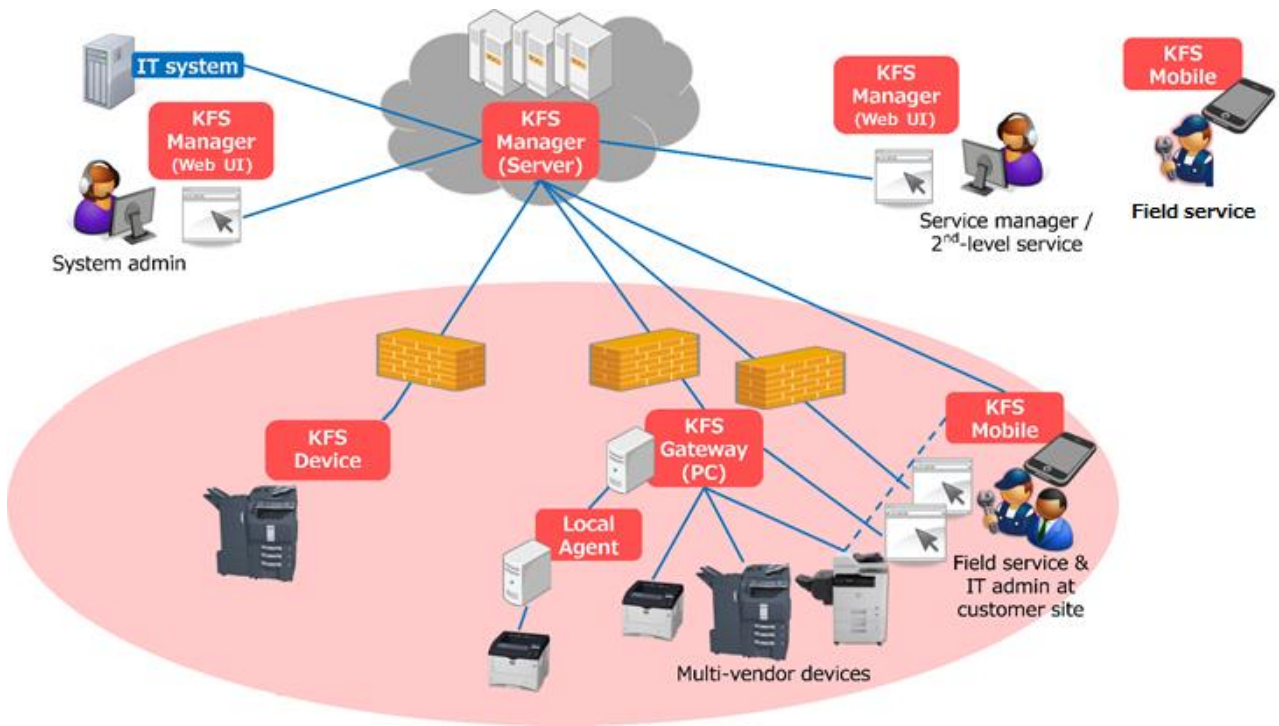 IT system
KFS
Manager
(Web UI)
System admin
KFS
Manager
(Server)
KFS
Manager
(Web UI)
Service manager /
2nd-level service
KFS
Mobile
Field service
KFS
Device
KFS
Gateway
(PC)
Local
Agent
Multi-vendor devices
KFS
Mobile
Field service &
IT admin at
customer site